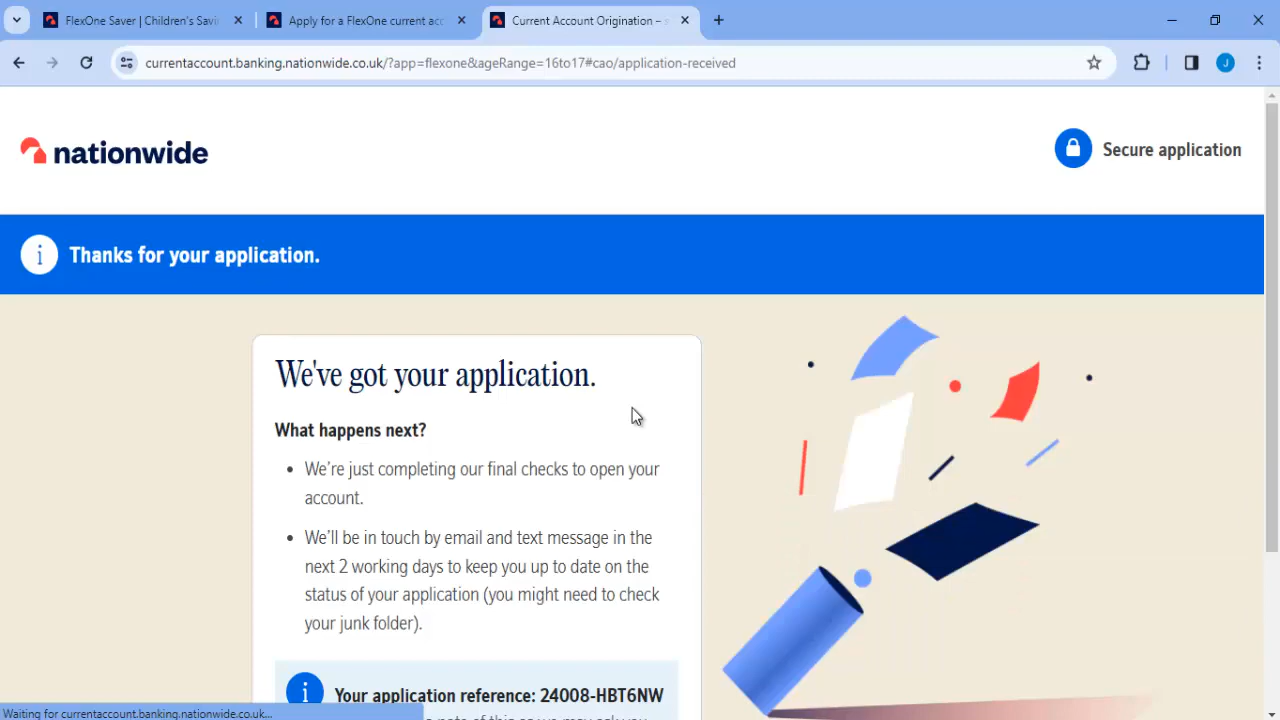 FlexOne Saver | Children's Savi
Apply for a FlexOne current acc
Current Account Origination –
currentaccount.banking.nationwide.co.uk/?app=flexone&ageRange=16to17#cao/application-received
J
nationwide
Secure application
i Thanks for your application.
We've got your application.
What happens next?
• We're just completing our final checks to open your
account.
• We'll be in touch by email and text message in the
next 2 working days to keep you up to date on the
status of your application (you might need to check
your junk folder).
i Your application reference: 24008-HBT6NW
Waiting for currentaccount.banking.nationwide.co.uk...